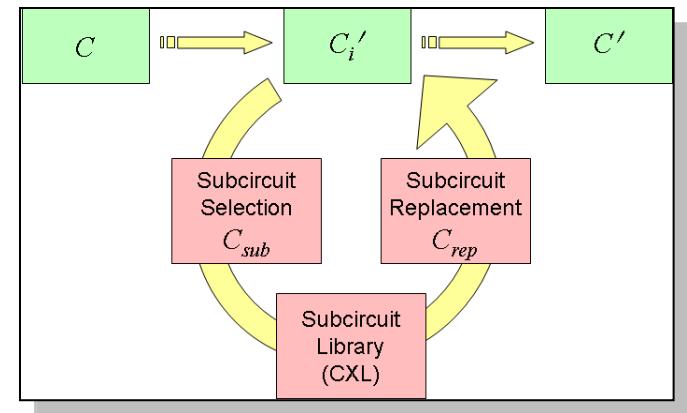 C
C_i′
C′
Subcircuit
Selection
C_sub
Subcircuit
Replacement
C_rep
Subcircuit
Library
(CXL)